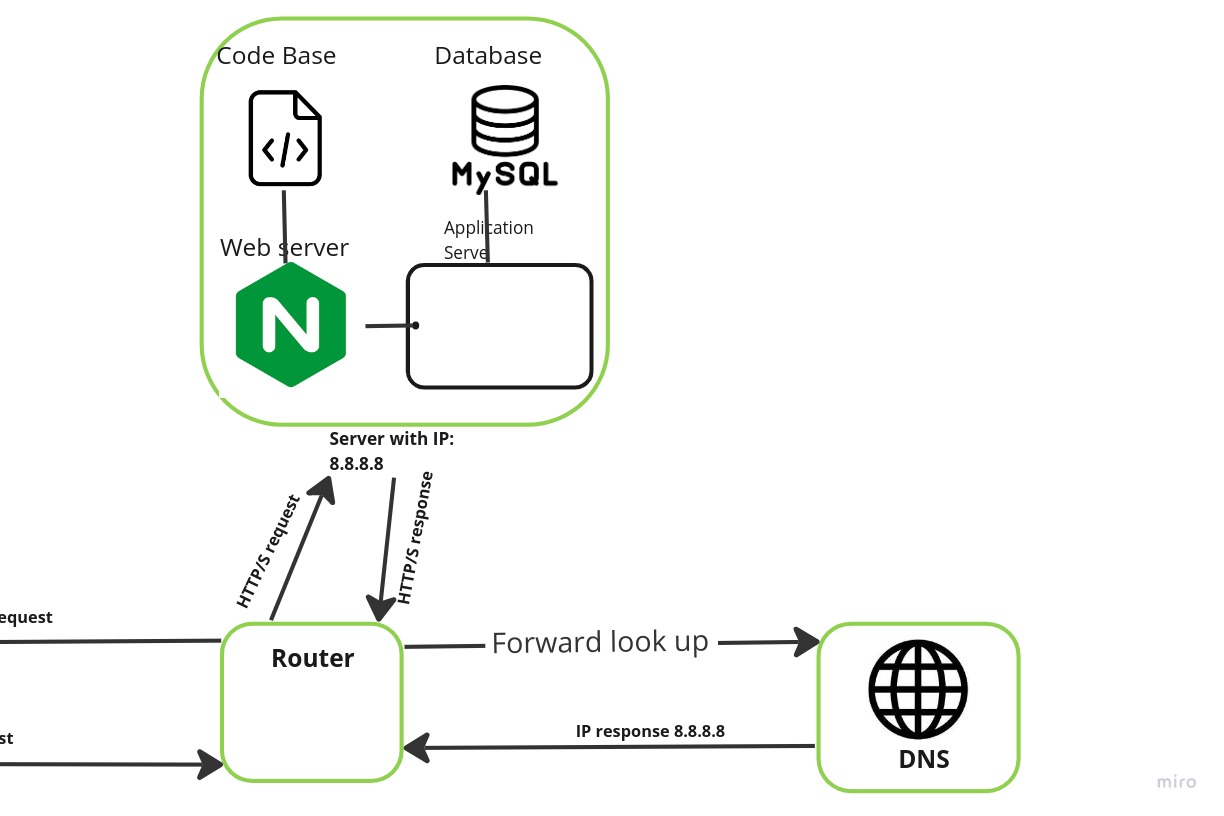 Code Base
Database
MySQL
Application
Serve
Web server
N
Server with IP:
8.8.8.8
HTTP/S request
HTTP/S response
equest
Router
Forward look up
st
IP response 8.8.8.8
DNS
miro